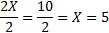 2X/2 = 10/2 = X = 5